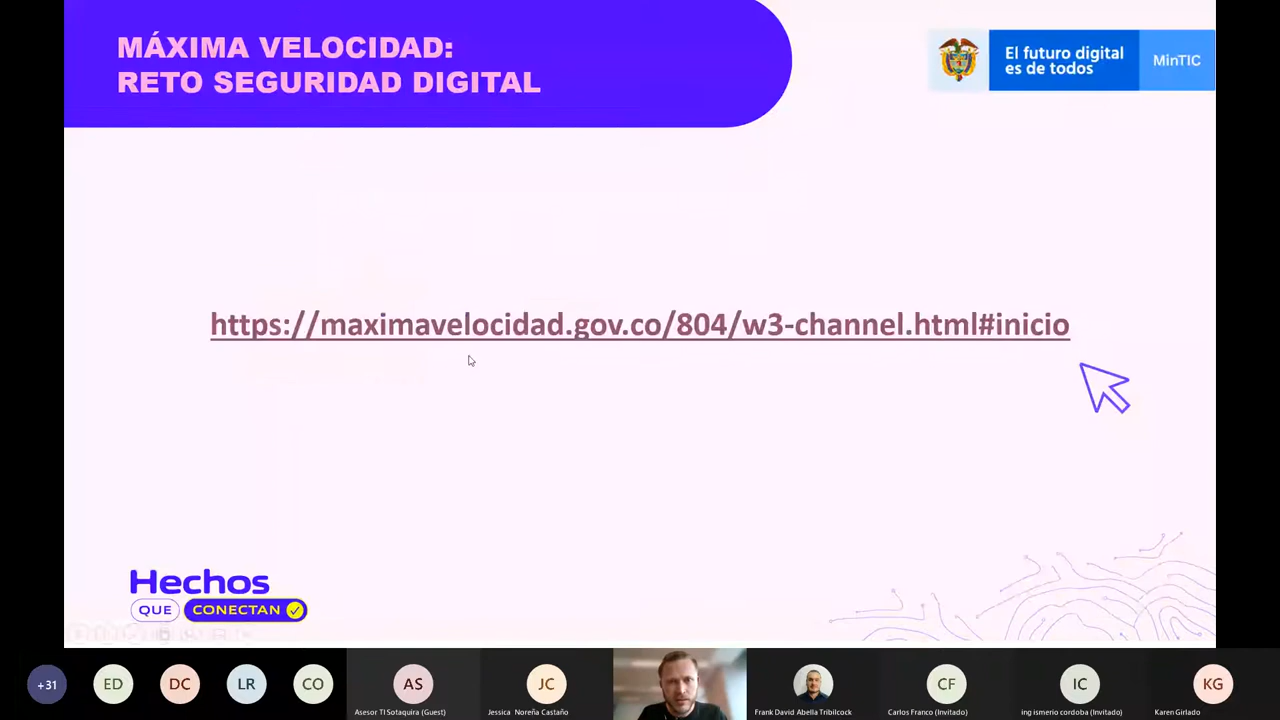 MÁXIMA VELOCIDAD:
RETO SEGURIDAD DIGITAL
El futuro digital
es de todos
MinTIC
https://maximavelocidad.gov.co/804/w3-channel.html#inicio
Hechos
QUE CONECTAN
+31
ED
DC
LR
CO
AS
JC
CF
IC
KG
Asesor TI Sotaquira (Guest)
Jessica Noreña Castaño
Frank David Abella Tribilcock
Carlos Franco (Invitado)
ing ismerio cordoba (Invitado)
Karen Girlado